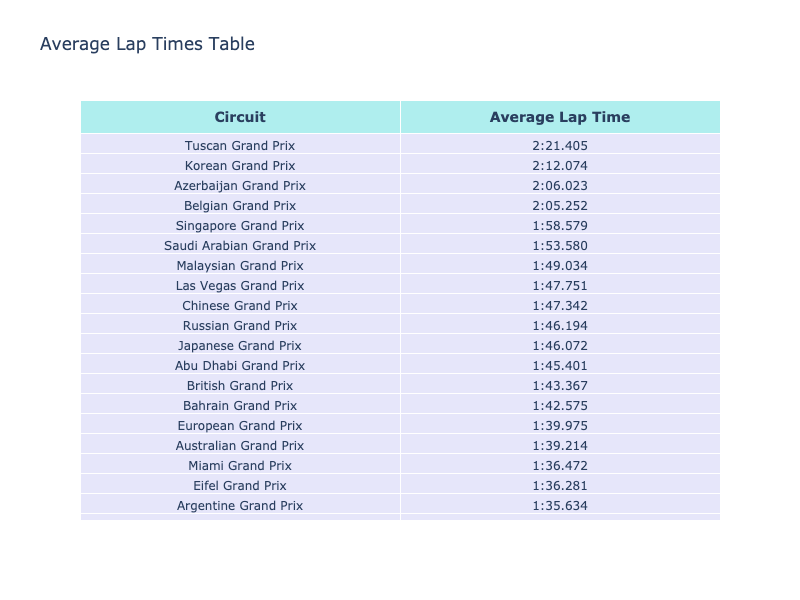 Average Lap Times Table
Circuit Average Lap Time
Tuscan Grand Prix 2:21.405
Korean Grand Prix 2:12.074
Azerbaijan Grand Prix 2:06.023
Belgian Grand Prix 2:05.252
Singapore Grand Prix 1:58.579
Saudi Arabian Grand Prix 1:53.580
Malaysian Grand Prix 1:49.034
Las Vegas Grand Prix 1:47.751
Chinese Grand Prix 1:47.342
Russian Grand Prix 1:46.194
Japanese Grand Prix 1:46.072
Abu Dhabi Grand Prix 1:45.401
British Grand Prix 1:43.367
Bahrain Grand Prix 1:42.575
European Grand Prix 1:39.975
Australian Grand Prix 1:39.214
Miami Grand Prix 1:36.472
Eifel Grand Prix 1:36.281
Argentine Grand Prix 1:35.634